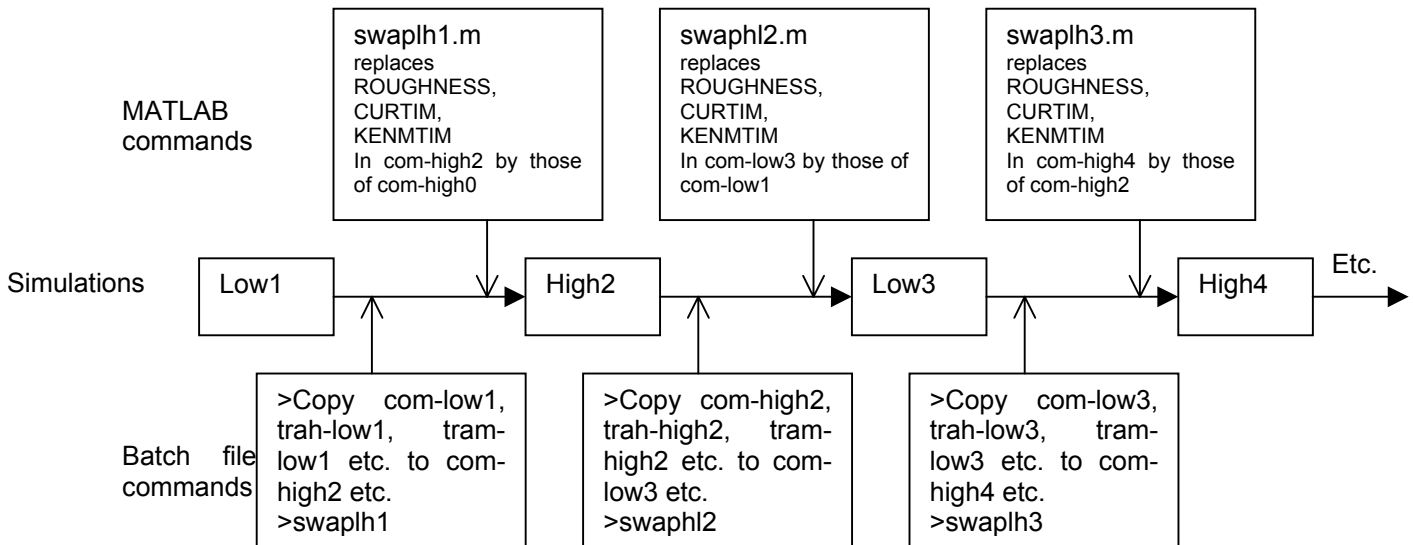 swaplh1.m
replaces
ROUGHNESS,
CURTIM,
KENMTIM
In com-high2 by those
of com-high0
swaphl2.m
replaces
ROUGHNESS,
CURTIM,
KENMTIM
In com-low3 by those of
com-low1
swaplh3.m
replaces
ROUGHNESS,
CURTIM,
KENMTIM
In com-high4 by those
of com-high2
MATLAB
commands
Simulations
Low1
High2
Low3
High4
Etc.
>Copy com-low1,
trah-low1, tram-
low1 etc. to com-
high2 etc.
>swaplh1
>Copy com-high2,
trah-high2, tram-
high2 etc. to com-
low3 etc.
>swaphl2
>Copy com-low3,
trah-low3, tram-
low3 etc. to com-
high4 etc.
>swaplh3
Batch file
commands